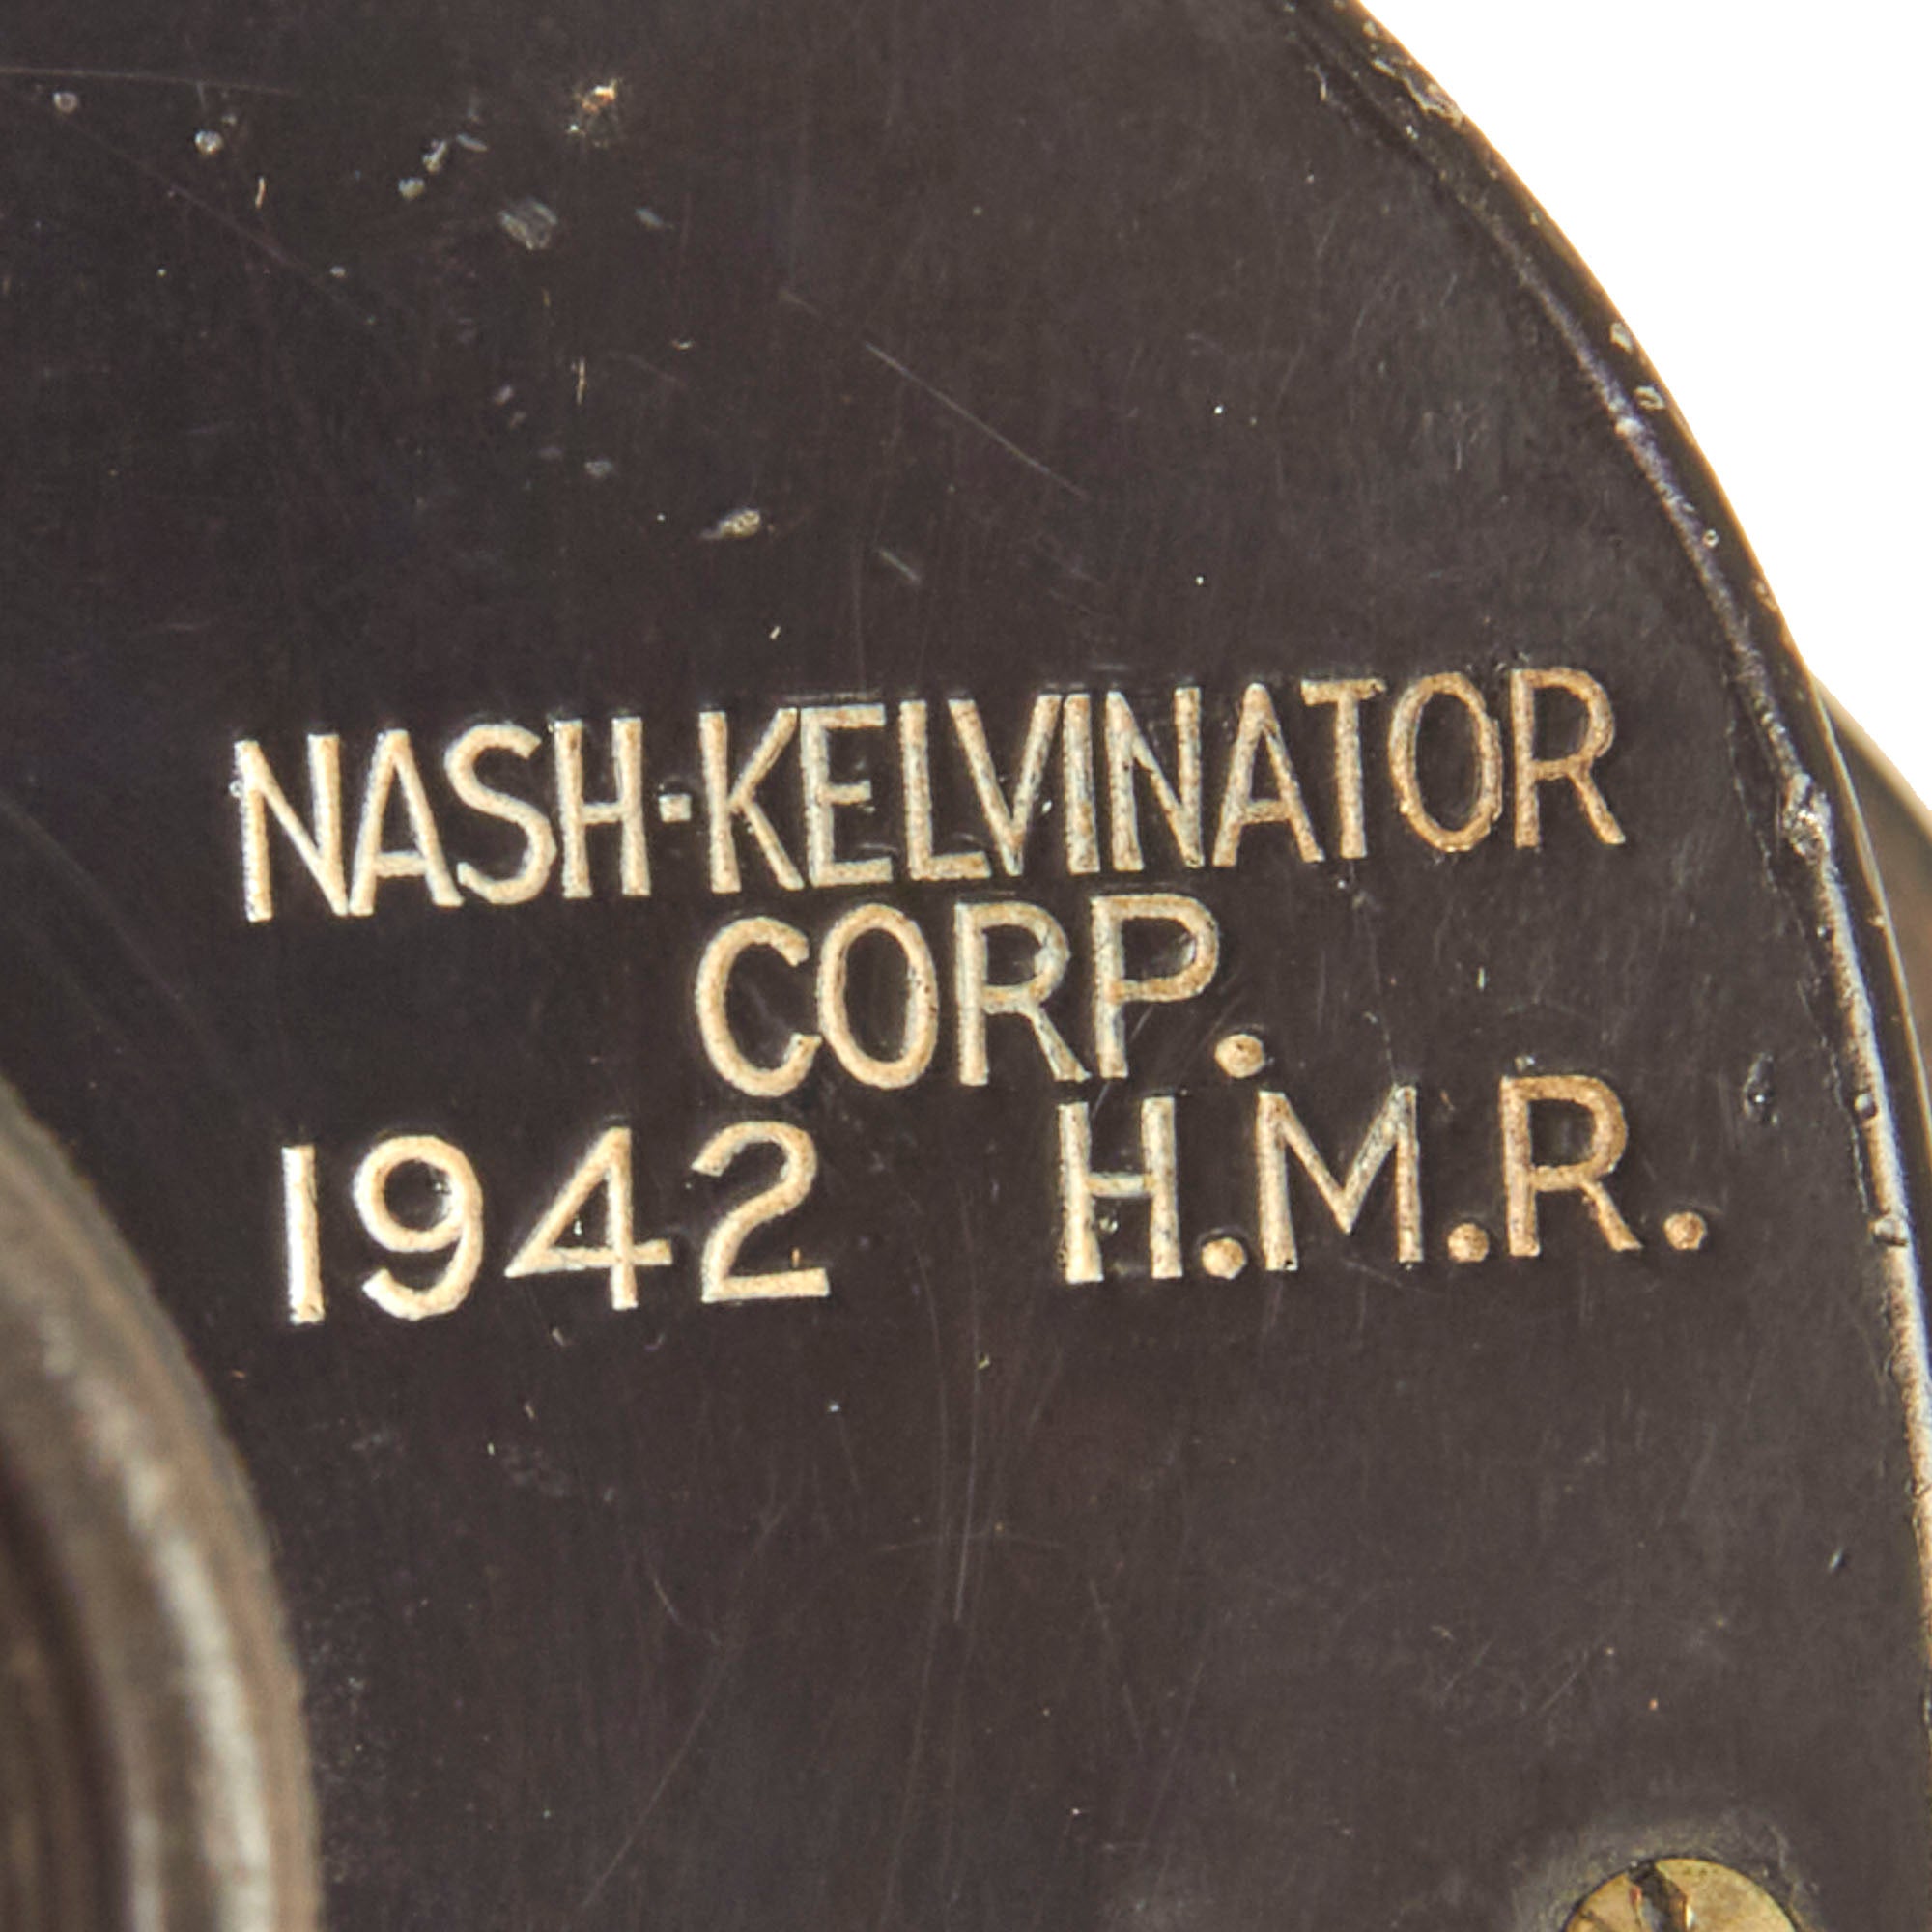 NASH-KELVINATOR
CORP.
1942 H.M.R.